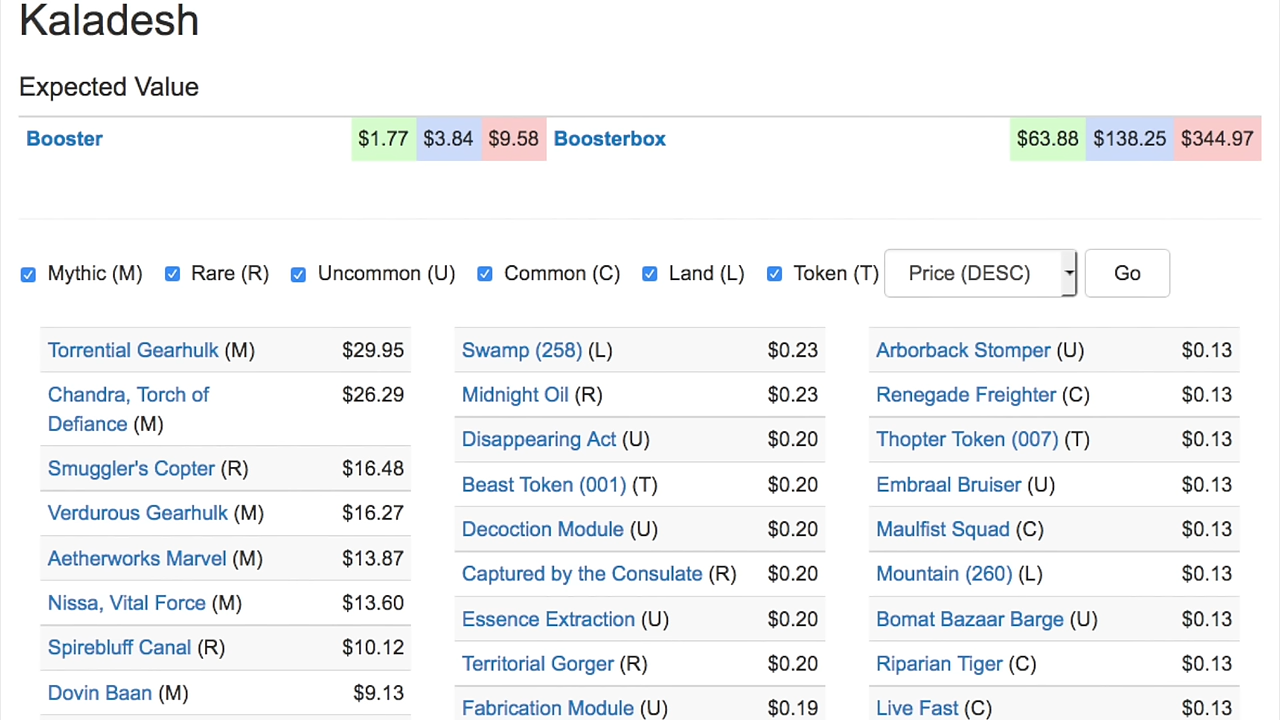 Kaladesh
Expected Value
Booster $1.77 $3.84 $9.58 Boosterbox $63.88 $138.25 $344.97
Mythic (M) Rare (R) Uncommon (U) Common (C) Land (L) Token (T) Price (DESC) Go
Torrential Gearhulk (M) $29.95
Chandra, Torch of $26.29
Defiance (M)
Smuggler's Copter (R) $16.48
Verdurous Gearhulk (M) $16.27
Aetherworks Marvel (M) $13.87
Nissa, Vital Force (M) $13.60
Spirebluff Canal (R) $10.12
Dovin Baan (M) $9.13
Swamp (258) (L) $0.23
Midnight Oil (R) $0.23
Disappearing Act (U) $0.20
Beast Token (001) (T) $0.20
Decoction Module (U) $0.20
Captured by the Consulate (R) $0.20
Essence Extraction (U) $0.20
Territorial Gorger (R) $0.20
Fabrication Module (U) $0.19
Arborback Stomper (U) $0.13
Renegade Freighter (C) $0.13
Thopter Token (007) (T) $0.13
Embraal Bruiser (U) $0.13
Maulfist Squad (C) $0.13
Mountain (260) (L) $0.13
Bomat Bazaar Barge (U) $0.13
Riparian Tiger (C) $0.13
Live Fast (C) $0.13